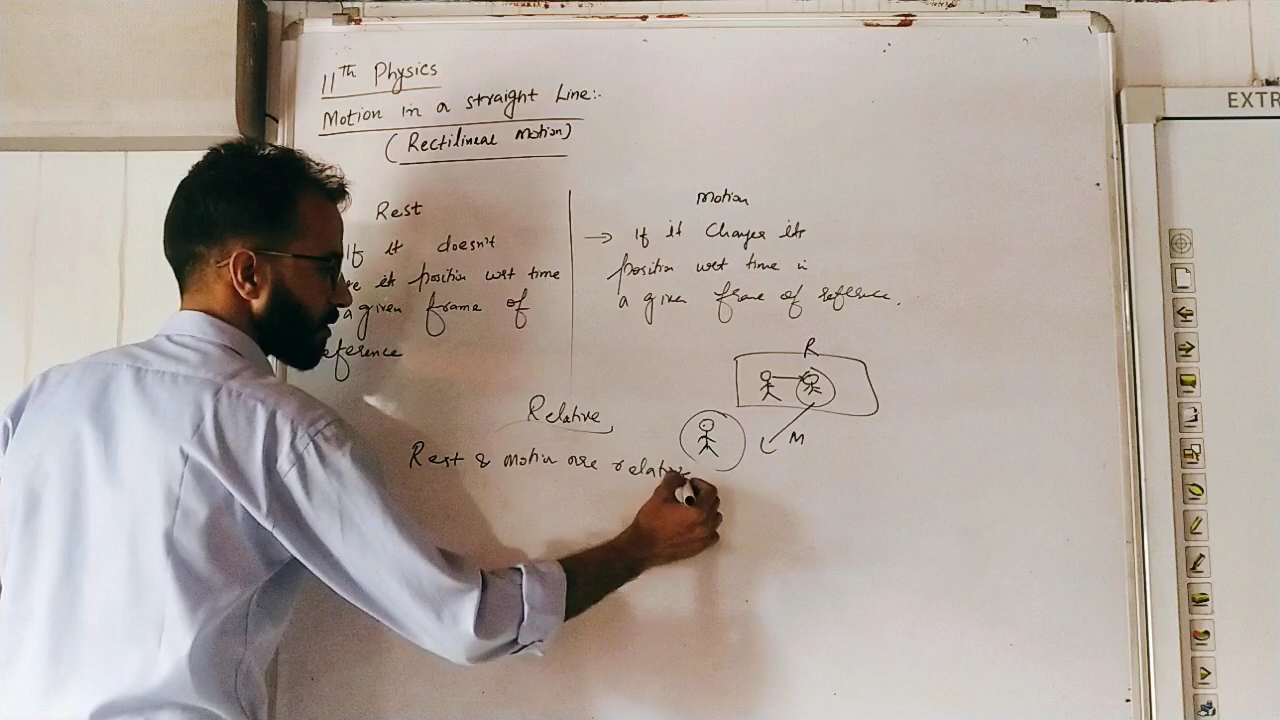 11th Physics
Motion in a straight Line:-
(Rectilinear Motion)
Rest
If it doesn't
its position wrt time
a given frame of
eference
Motion
→ If it Changes its
position wrt time in
a given frame of reference.
R
M
Relative
Rest & Motion are relative
EXTR